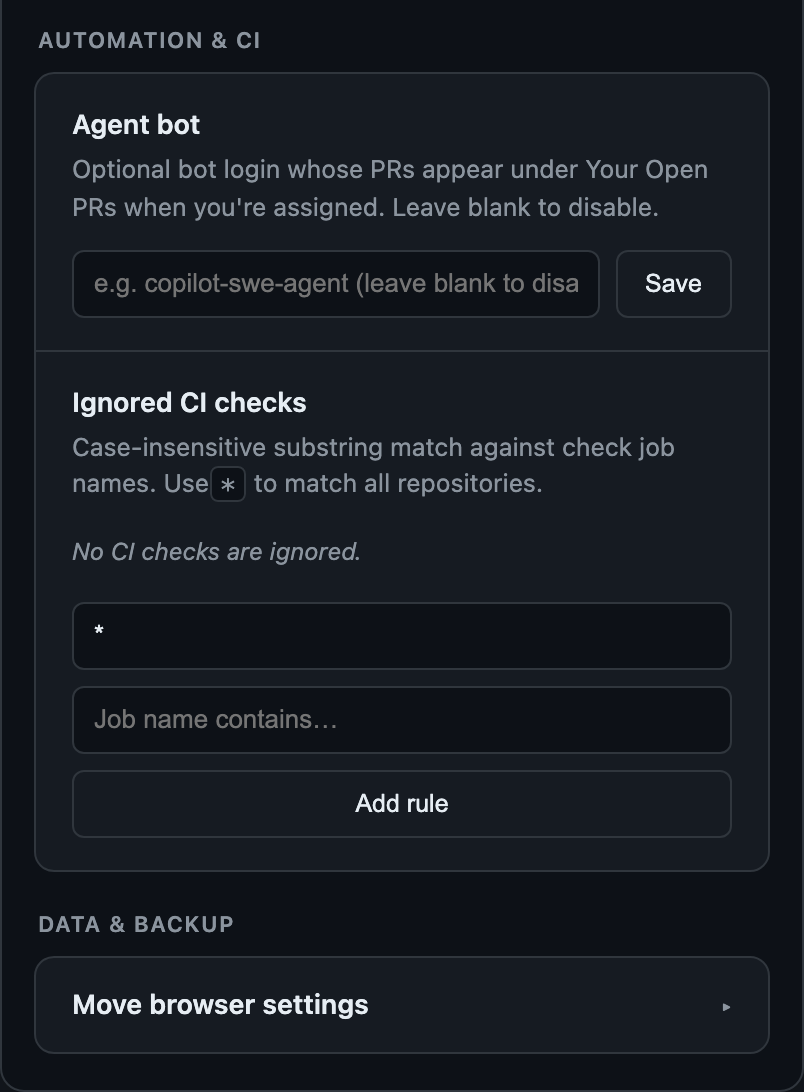 AUTOMATION & CI
Agent bot
Optional bot login whose PRs appear under Your Open
PRs when you're assigned. Leave blank to disable.
e.g. copilot-swe-agent (leave blank to disa
Save
Ignored CI checks
Case-insensitive substring match against check job
names. Use * to match all repositories.
No CI checks are ignored.
*
Job name contains…
Add rule
DATA & BACKUP
Move browser settings